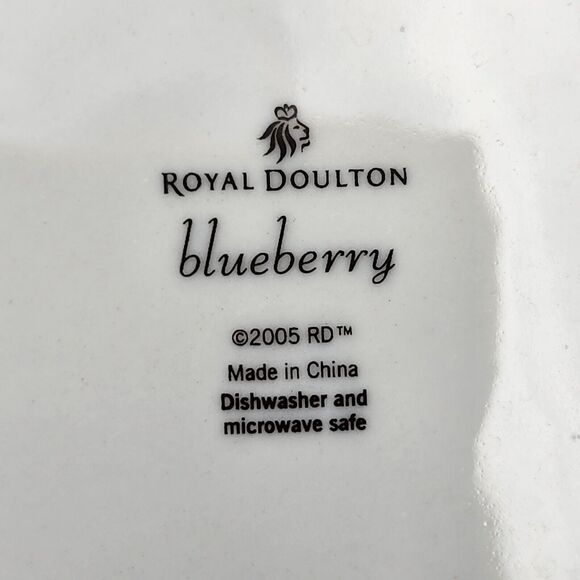 ROYAL DOULTON
blueberry
©2005 RD™
Made in China
Dishwasher and
microwave safe